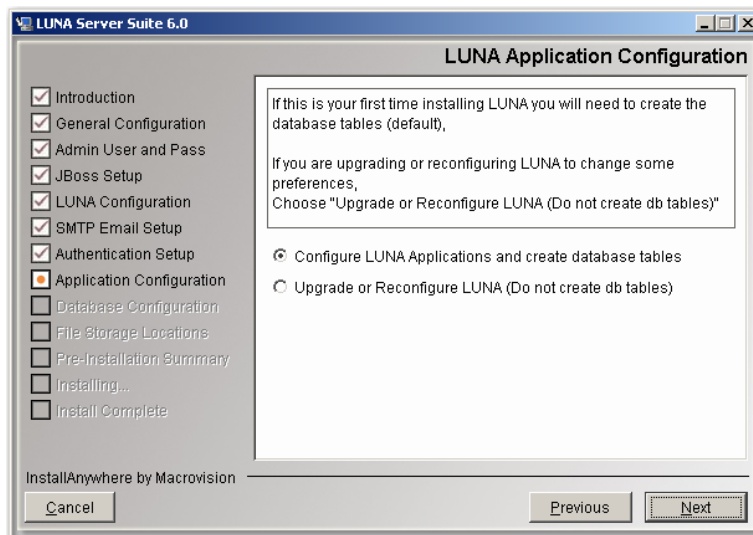 LUNA Server Suite 6.0
LUNA Application Configuration
Introduction
General Configuration
Admin User and Pass
JBoss Setup
LUNA Configuration
SMTP Email Setup
Authentication Setup
Application Configuration
Database Configuration
File Storage Locations
Pre-Installation Summary
Installing...
Install Complete
If this is your first time installing LUNA you will need to create the
database tables (default),
If you are upgrading or reconfiguring LUNA to change some
preferences,
Choose "Upgrade or Reconfigure LUNA (Do not create db tables)"
Configure LUNA Applications and create database tables
Upgrade or Reconfigure LUNA (Do not create db tables)
InstallAnywhere by Macrovision
Cancel
Previous
Next